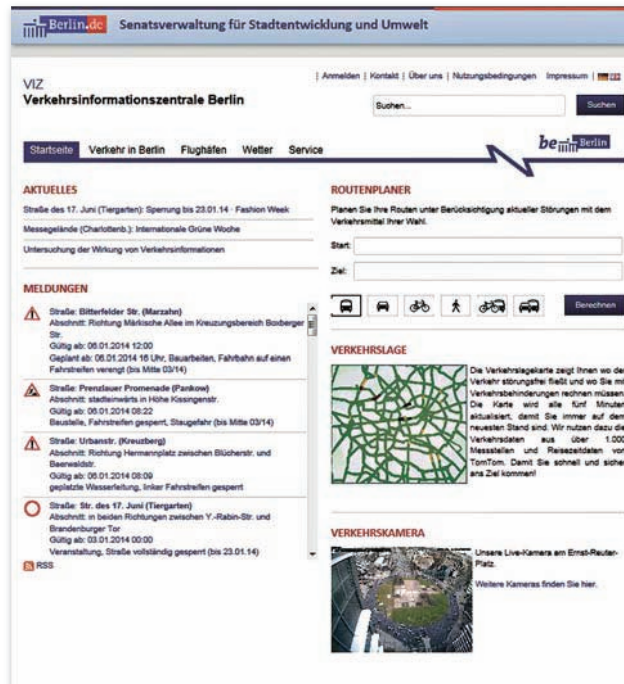 Berlin.de Senatsverwaltung für Stadtentwicklung und Umwelt
| Anmelden | Kontakt | Über uns | Nutzungsbedingungen Impressum |
VIZ
Verkehrsinformationszentrale Berlin
Suchen... Suchen
Startseite Verkehr in Berlin Flughäfen Wetter Service
be Berlin
AKTUELLES
Straße des 17. Juni (Tiergarten): Sperrung bis 23.01.14 - Fashion Week
Messegelände (Charlottenb.): Internationale Grüne Woche
Untersuchung der Wirkung von Verkehrsinformationen
MELDUNGEN
Straße: Bitterfelder Str. (Marzahn)
Abschnitt: Richtung Märkische Allee im Kreuzungsbereich Boxberger
Str.
Gültig ab: 06.01.2014 12:00
Geplant ab: 06.01.2014 16 Uhr, Bauarbeiten, Fahrbahn auf einen
Fahrstreifen verengt (bis Mitte 03/14)
Straße: Prenzlauer Promenade (Pankow)
Abschnitt: stadteinwärts in Höhe Kissingenstr.
Gültig ab: 06.01.2014 08:22
Baustelle, Fahrstreifen gesperrt, Staugefahr (bis Mitte 03/14)
Straße: Urbanstr. (Kreuzberg)
Abschnitt: Richtung Hermannplatz zwischen Blücherstr. und
Baerwaldstr.
Gültig ab: 06.01.2014 08:09
geplatzte Wasserleitung, linker Fahrstreifen gesperrt
Straße: Str. des 17. Juni (Tiergarten)
Abschnitt: in beiden Richtungen zwischen Y.-Rabin-Str. und
Brandenburger Tor
Gültig ab: 03.01.2014 00:00
Veranstaltung, Straße vollständig gesperrt (bis 23.01.14)
RSS
ROUTENPLANER
Planen Sie Ihre Routen unter Berücksichtigung aktueller Störungen mit dem
Verkehrsmittel Ihrer Wahl.
Start:
Ziel:
Berechnen
VERKEHRSLAGE
Die Verkehrslagekarte zeigt Ihnen wo de
Verkehr störungsfrei fließt und wo Sie mi
Verkehrsbehinderungen rechnen müssen
Die Karte wird alle fünf Minuten
aktualisiert, damit Sie immer auf dem
neuesten Stand sind. Wir nutzen dazu die
Verkehrsdaten aus über 1.000
Messstellen und Reisezeitdaten von
TomTom. Damit Sie schnell und siche
ans Ziel kommen!
VERKEHRSKAMERA
Unsere Live-Kamera am Ernst-Reuter-
Platz.
Weitere Kameras finden Sie hier.